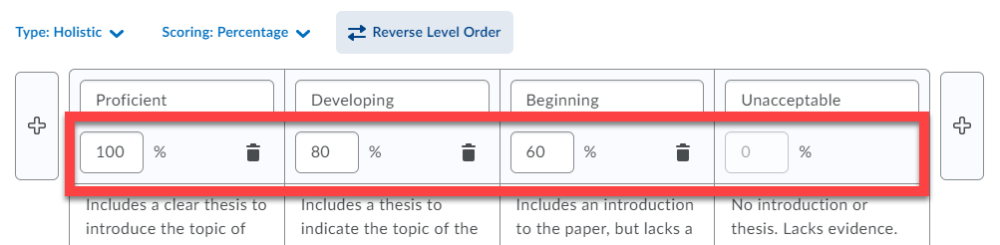 Type: Holistic Scoring: Percentage Reverse Level Order
Proficient Developing Beginning Unacceptable
100 % 80 % 60 % 0 %
Includes a clear thesis to Includes a thesis to Includes an introduction No introduction or
introduce the topic of indicate the topic of the to the paper, but lacks a thesis. Lacks evidence.